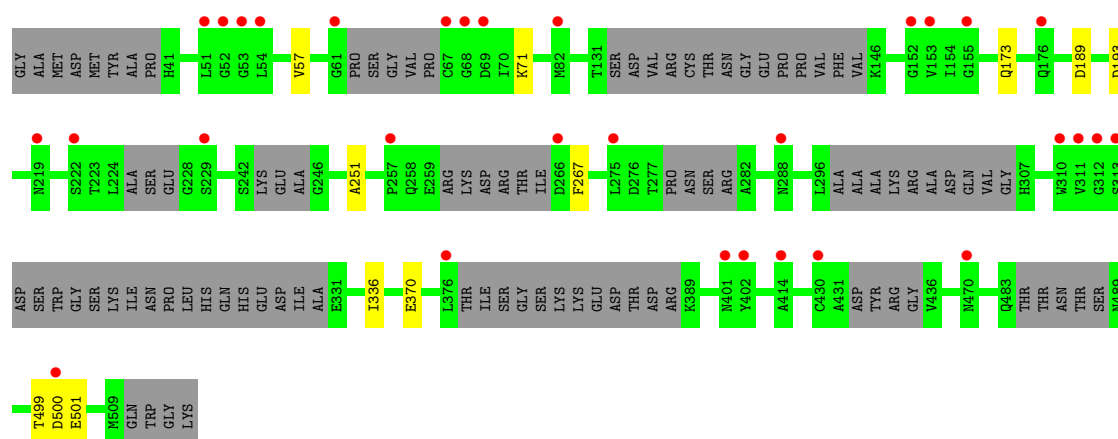 GLY ALA MET ASP MET TYR ALA PRO H41 L51 G52 G53 L54 V57 G61 PRO SER GLY VAL PRO C67 G68 D69 I70 K71 M82 T131 SER ASP VAL ARG CYS THR ASN GLY GLU PRO PRO VAL PHE VAL K146 G152 V153 I154 G155 Q173 Q176 D189
N219 S222 T223 L224 ALA SER GLU G228 S229 S242 LYS GLU ALA G246 A251 P257 Q258 E259 ARG LYS ASP ARG THR ILE D266 F267 L275 D276 T277 PRO ASN SER ARG A282 N288 L296 ALA ALA ALA LYS ARG ALA ASP GLN VAL GLY H307 W310 V311 G312 S313
ASP SER TRP GLY SER LYS ILE ASN PRO LEU HIS GLN HIS GLU ASP ILE ALA E331 I336 E370 L376 THR ILE SER GLY SER LYS LYS GLU ASP THR ASP ARG K389 N401 Y402 A414 C430 A431 ASP TYR ARG GLY V436 N470 Q483 THR THR ASN THR SER
T499 D500 E501 M509 GLN TRP GLY LYS